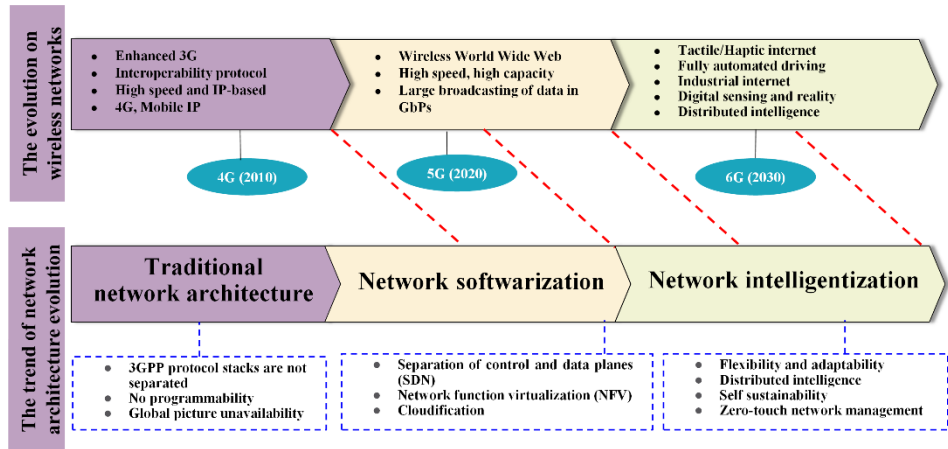 The evolution on
wireless networks
• Enhanced 3G
• Interoperability protocol
• High speed and IP-based
• 4G, Mobile IP
• Wireless World Wide Web
• High speed, high capacity
• Large broadcasting of data in
GbPs
• Tactile/Haptic internet
• Fully automated driving
• Industrial internet
• Digital sensing and reality
• Distributed intelligence
4G (2010)
5G (2020)
6G (2030)
The trend of network
architecture evolution
Traditional
network architecture
Network softwarization
Network intelligentization
• 3GPP protocol stacks are not
separated
• No programmability
• Global picture unavailability
• Separation of control and data planes
(SDN)
• Network function virtualization (NFV)
• Cloudification
• Flexibility and adaptability
• Distributed intelligence
• Self sustainability
• Zero-touch network management